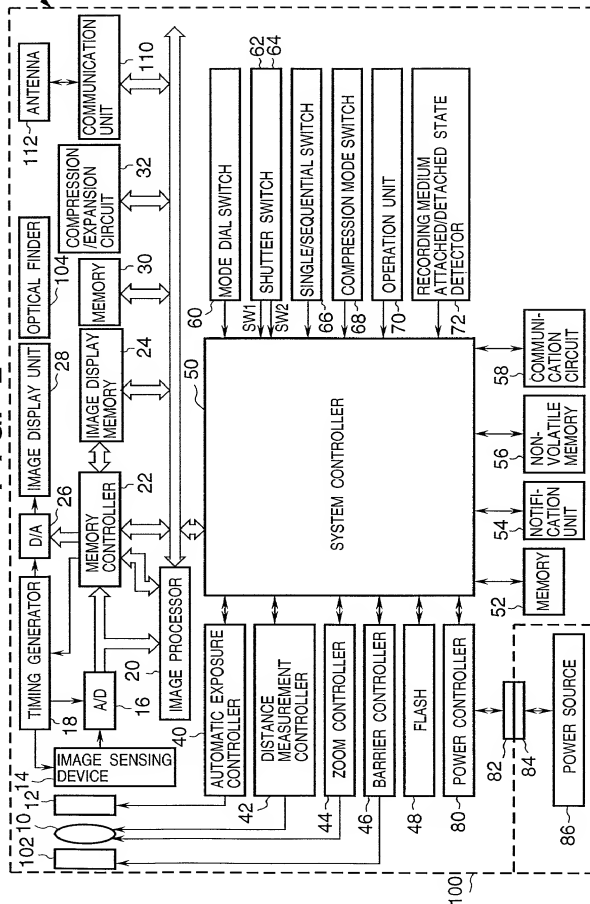 112
ANTENNA
COMMUNICATION
UNIT
110
OPTICAL FINDER
104
COMPRESSION
/EXPANSION
CIRCUIT
32
IMAGE DISPLAY UNIT
28
MEMORY
30
IMAGE DISPLAY
MEMORY
24
D/A
26
MEMORY
CONTROLLER
22
TIMING GENERATOR
18
A/D
16
IMAGE PROCESSOR
20
IMAGE SENSING
DEVICE
14
12
10
102
AUTOMATIC EXPOSURE
CONTROLLER
40
DISTANCE
MEASUREMENT
CONTROLLER
42
ZOOM CONTROLLER
44
BARRIER CONTROLLER
46
FLASH
48
POWER CONTROLLER
80
82
84
POWER SOURCE
86
100
50
SYSTEM CONTROLLER
MODE DIAL SWITCH
60
62
64
SHUTTER SWITCH
SW1
SW2
SINGLE/SEQUENTIAL SWITCH
66
COMPRESSION MODE SWITCH
68
OPERATION UNIT
70
RECORDING MEDIUM
ATTACHED/DETACHED STATE
DETECTOR
72
MEMORY
52
NOTIFI-
CATION
UNIT
54
NON-
VOLATILE
MEMORY
56
COMMUNI-
CATION
CIRCUIT
58